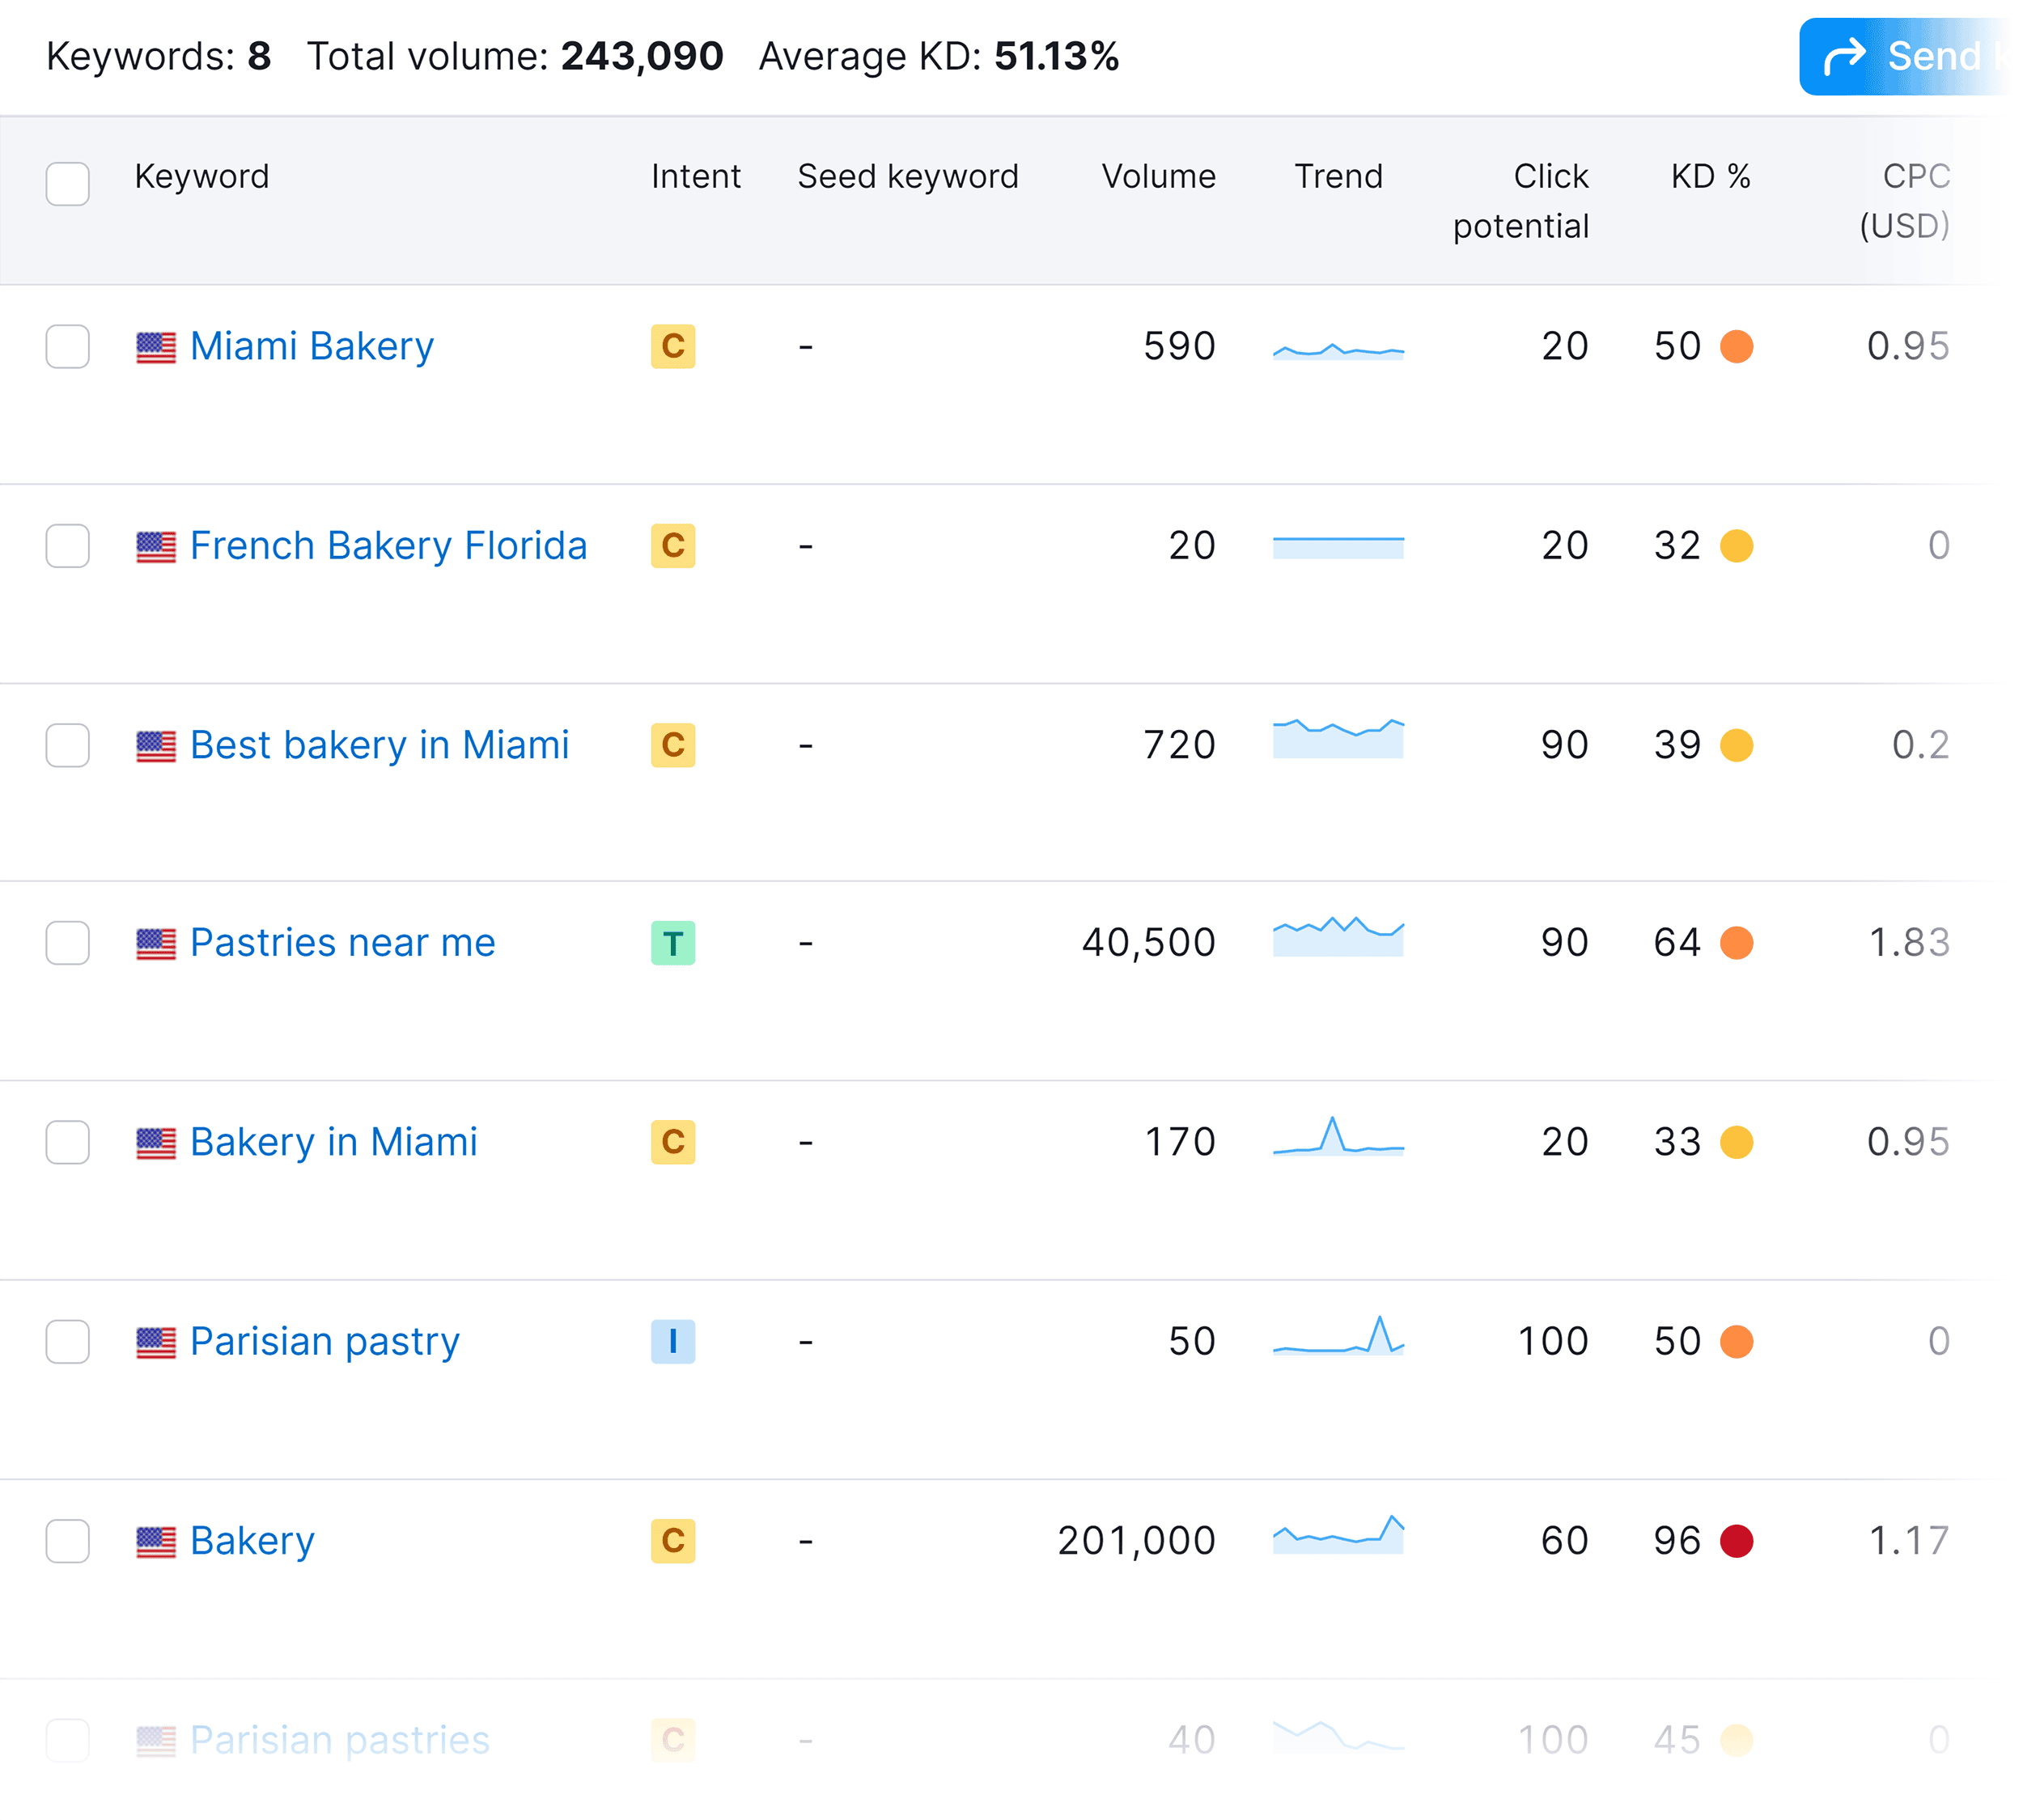 Keywords: 8 Total volume: 243,090 Average KD: 51.13% Send k
Keyword Intent Seed keyword Volume Trend Click potential KD % CPC (USD)
Miami Bakery C - 590 20 50 0.95
French Bakery Florida C - 20 20 32 0
Best bakery in Miami C - 720 90 39 0.2
Pastries near me T - 40,500 90 64 1.83
Bakery in Miami C - 170 20 33 0.95
Parisian pastry I - 50 100 50 0
Bakery C - 201,000 60 96 1.17
Parisian pastries C - 40 100 45 0